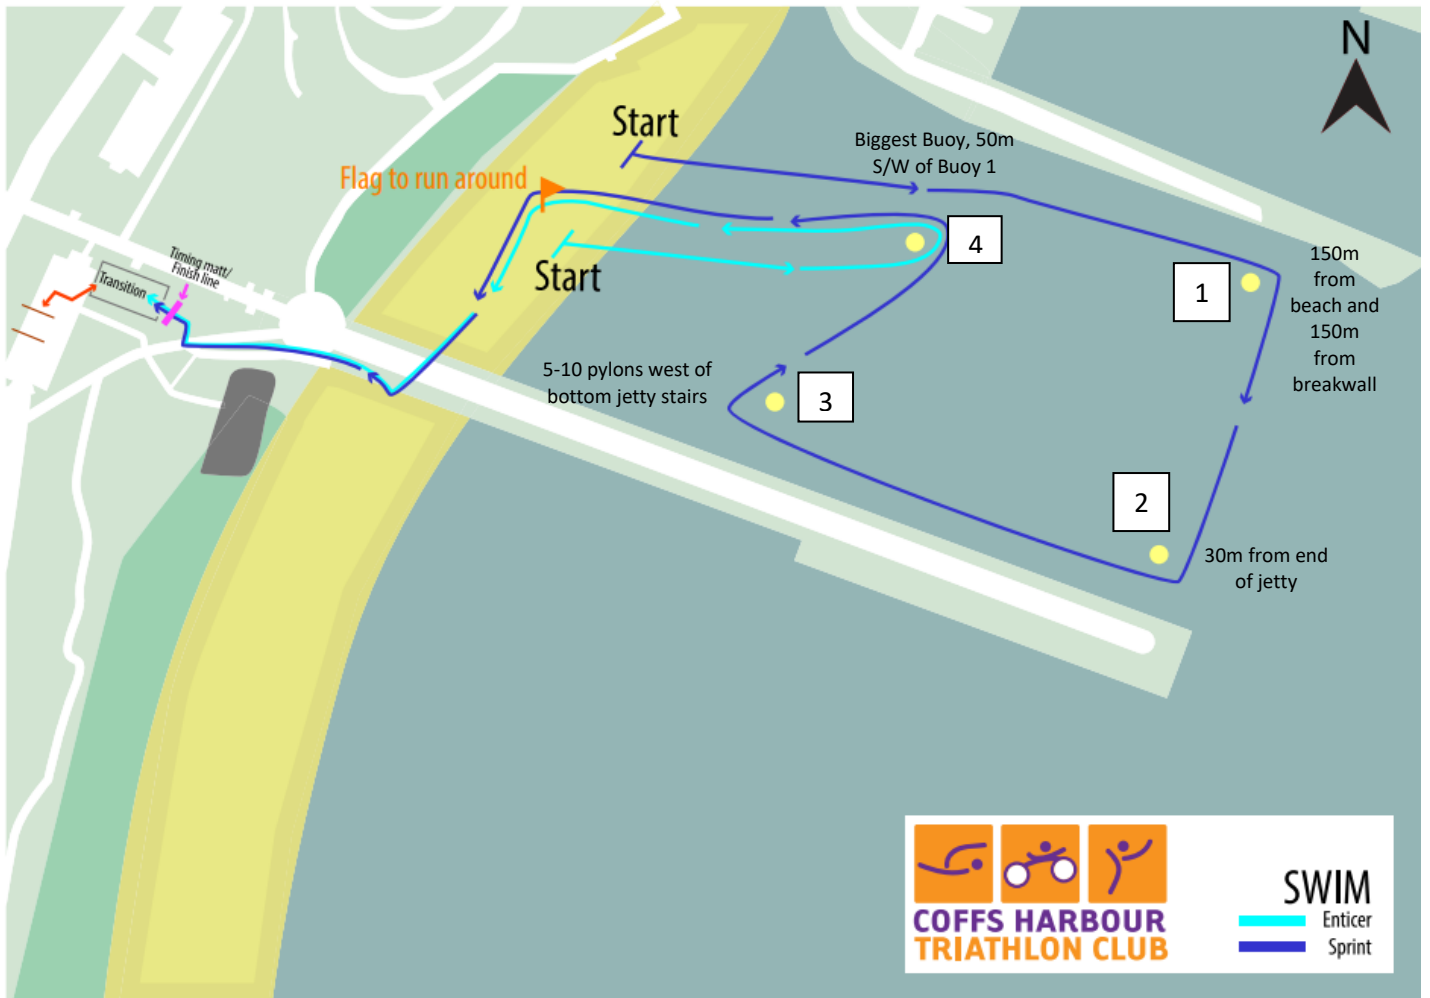 N
Start
Biggest Buoy, 50m
S/W of Buoy 1
Flag to run around
4
Start
Timing matt/
Finish line
Transition
1
150m
from
beach and
150m
from
breakwall
5-10 pylons west of
bottom jetty stairs
3
2
30m from end
of jetty
COFFS HARBOUR
TRIATHLON CLUB
SWIM
Enticer
Sprint